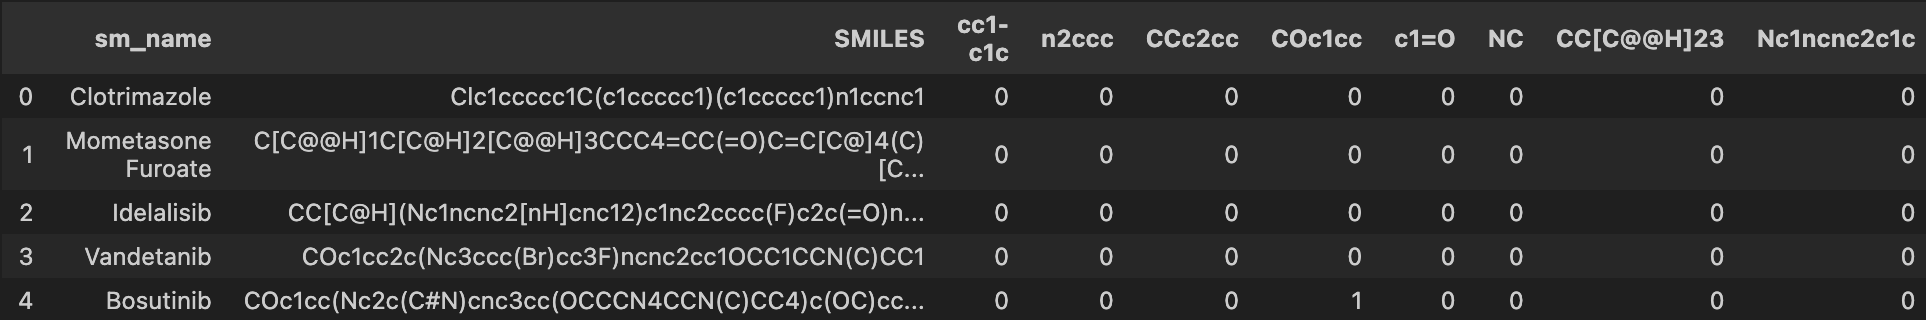 sm_name SMILES cc1-c1c n2ccc CCc2cc COc1cc c1=O NC CC[C@@H]23 Nc1ncnc2c1c
0 Clotrimazole Clc1ccccc1C(c1ccccc1)(c1ccccc1)n1ccnc1 0 0 0 0 0 0 0 0
1 Mometasone Furoate C[C@@H]1C[C@H]2[C@@H]3CCC4=CC(=O)C=C[C@]4(C)[C... 0 0 0 0 0 0 0 0
2 Idelalisib CC[C@H](Nc1ncnc2[nH]cnc12)c1nc2cccc(F)c2c(=O)n... 0 0 0 0 0 0 0 0
3 Vandetanib COc1cc2c(Nc3ccc(Br)cc3F)ncnc2cc1OCC1CCN(C)CC1 0 0 0 0 0 0 0 0
4 Bosutinib COc1cc(Nc2c(C#N)cnc3cc(OCCCN4CCN(C)CC4)c(OC)cc... 0 0 0 1 0 0 0 0